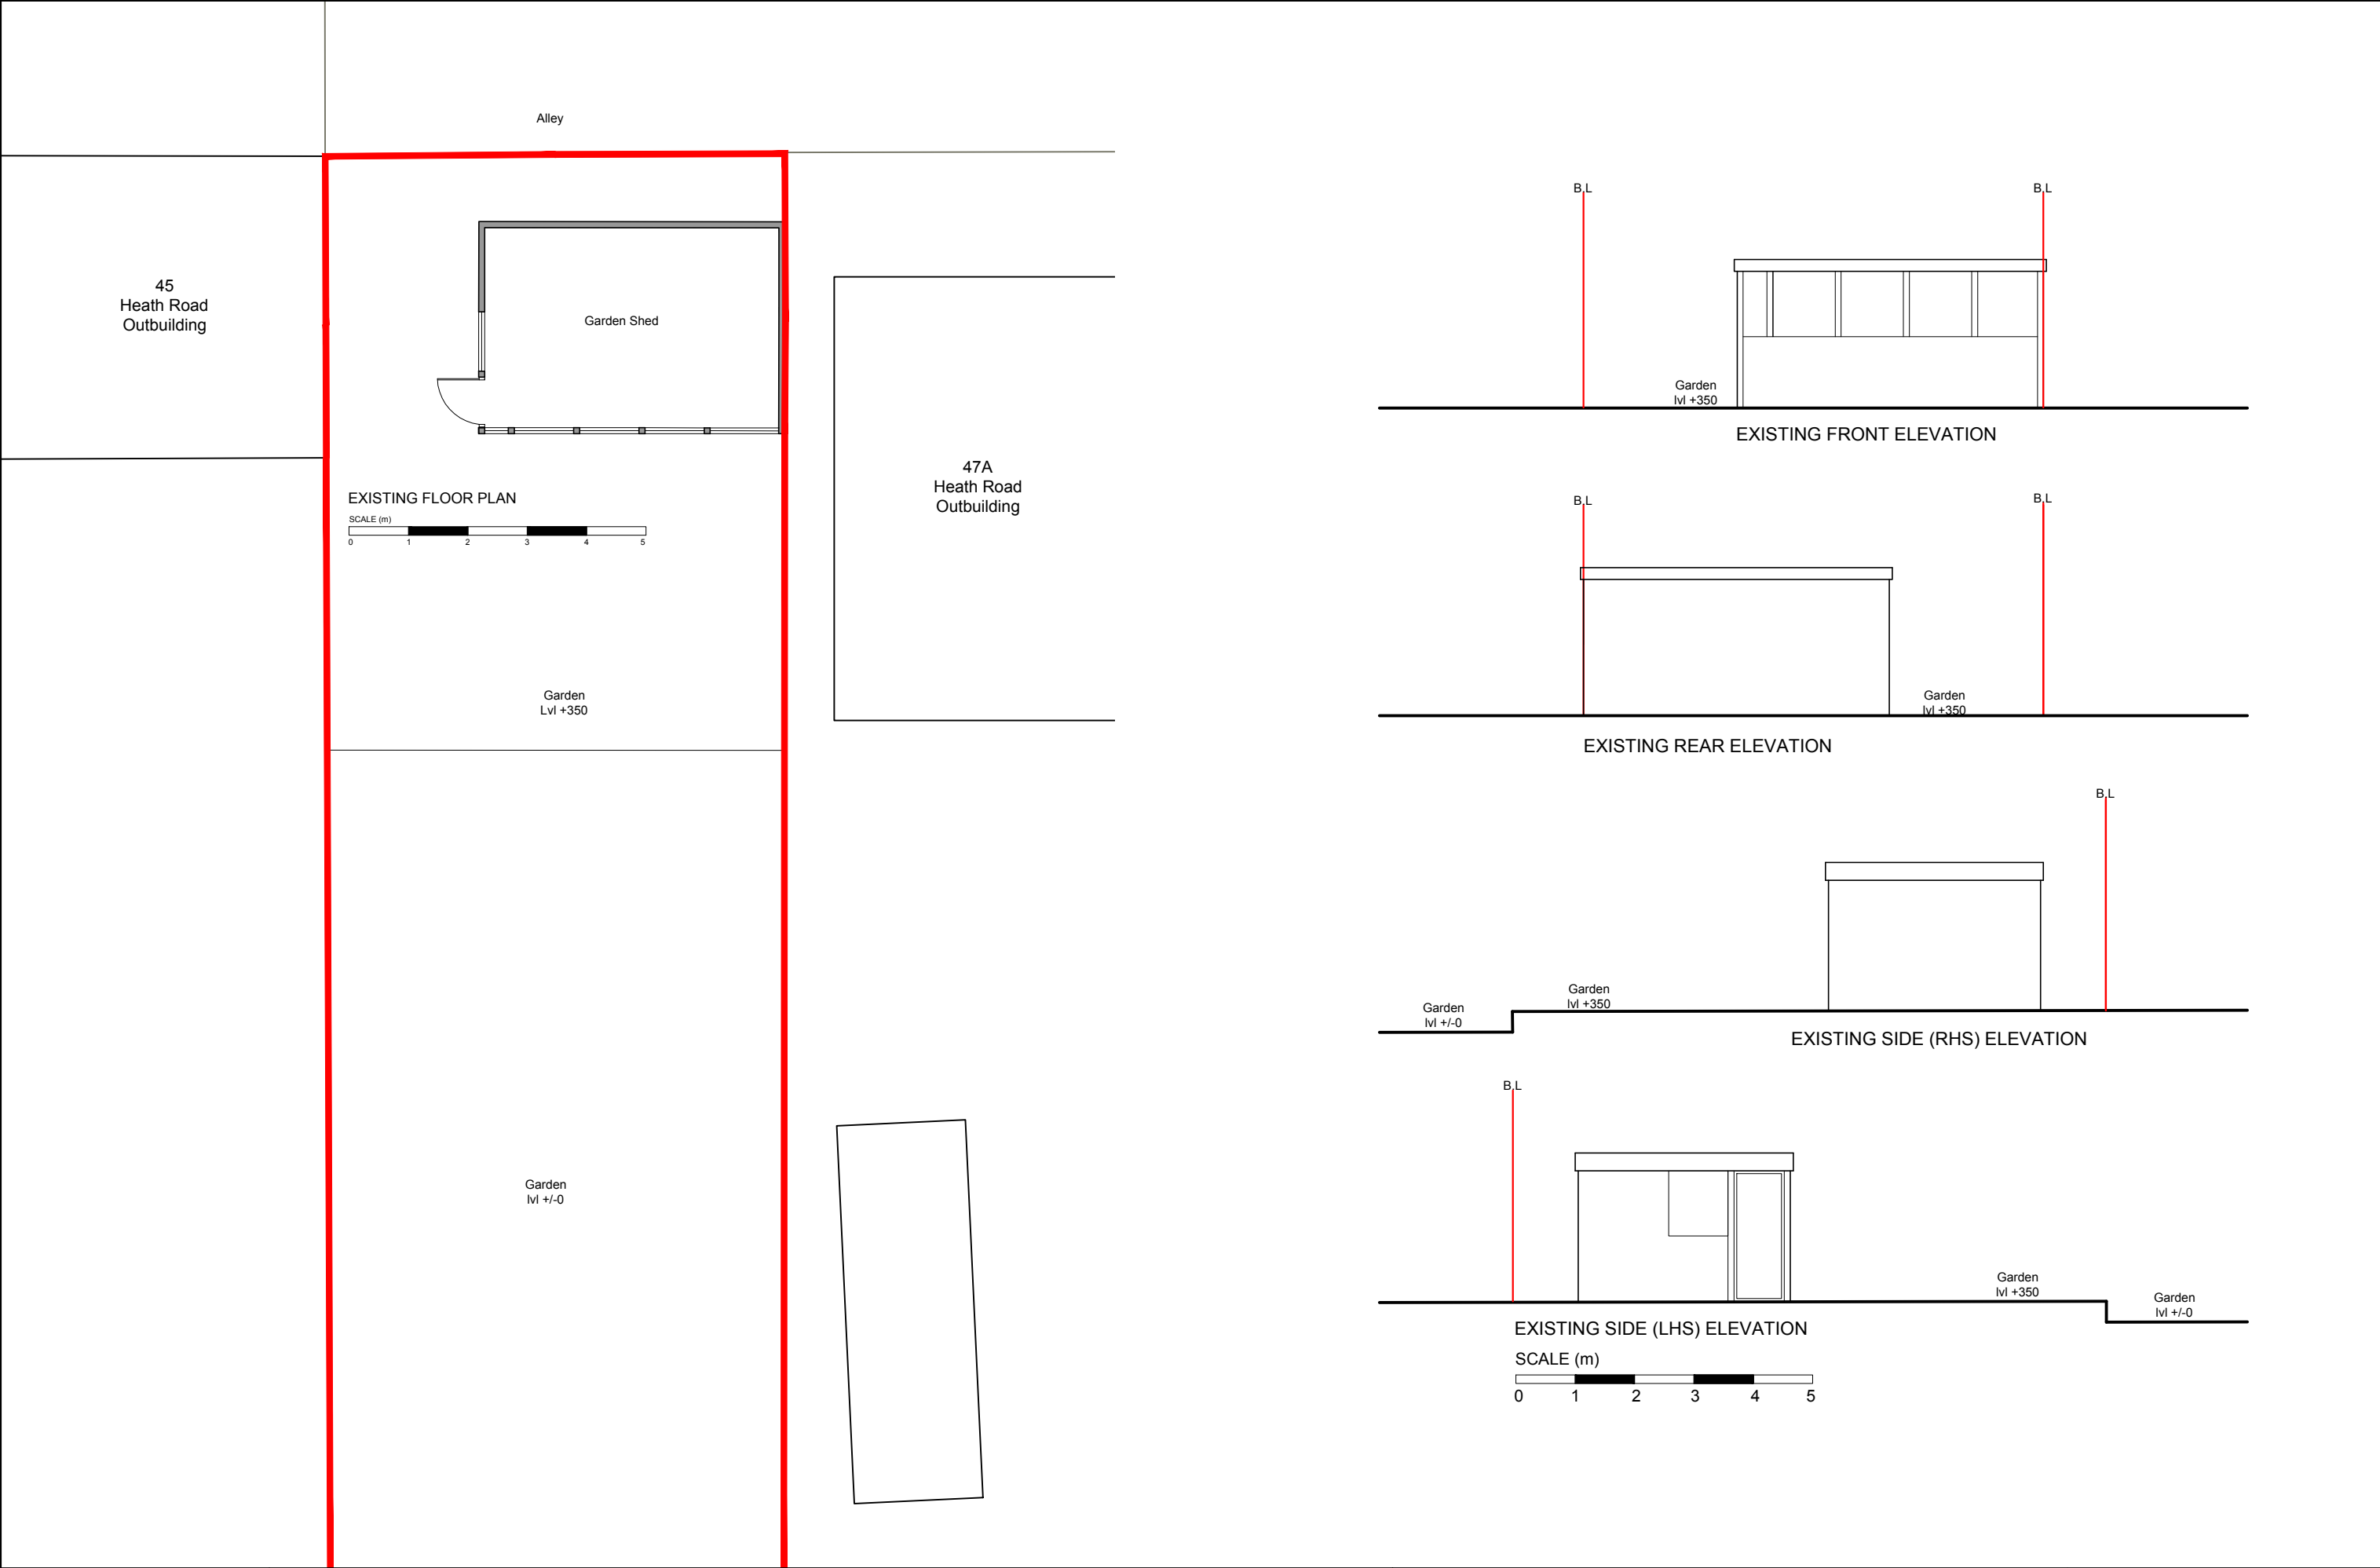 Alley
45
Heath Road
Outbuilding
Garden Shed
47A
Heath Road
Outbuilding
EXISTING FLOOR PLAN
SCALE (m)
0 1 2 3 4 5
Garden
Lvl +350
Garden
lvl +/-0
B.L B.L
Garden
lvl +350
EXISTING FRONT ELEVATION
B.L B.L
Garden
lvl +350
EXISTING REAR ELEVATION
B.L
Garden
lvl +350
Garden
lvl +/-0
EXISTING SIDE (RHS) ELEVATION
B.L
Garden
lvl +350
Garden
lvl +/-0
EXISTING SIDE (LHS) ELEVATION
SCALE (m)
0 1 2 3 4 5